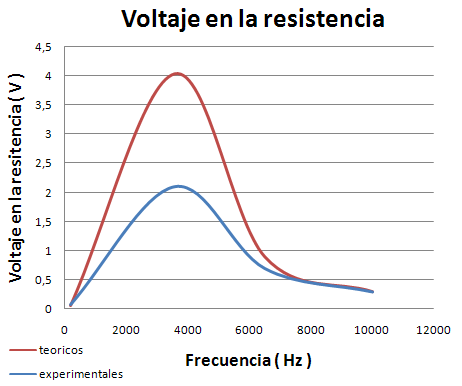 Voltaje en la resistencia
Voltaje en la resitencia ( V )
4,5
4
3,5
3
2,5
2
1,5
1
0,5
0
0 2000 4000 6000 8000 10000 12000
Frecuencia ( Hz )
teoricos
experimentales